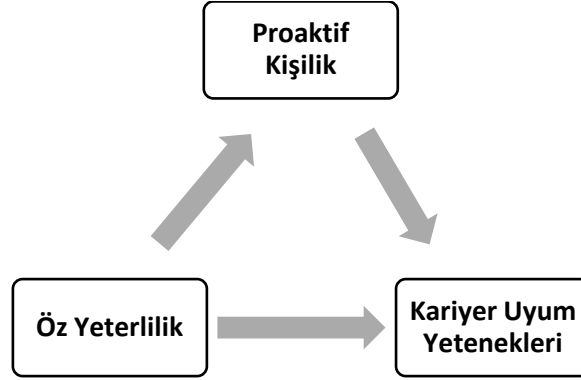 Proaktif
Kişilik
Öz Yeterlilik
Kariyer Uyum
Yetenekleri